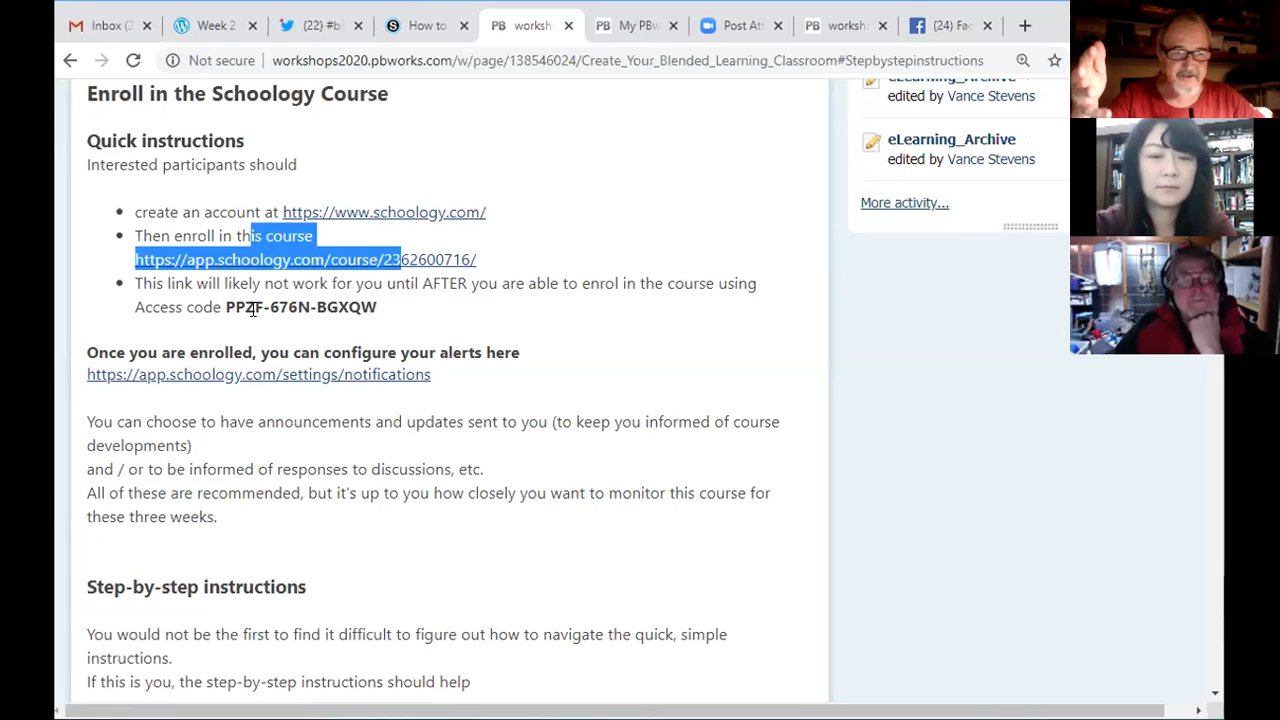 Inbox (2
Week 2
(22) #b
How to
worksh
My PBw
Post Att
worksh
(24) Fac
Not secure
workshops2020.pbworks.com/w/page/138546024/Create_Your_Blended_Learning_Classroom#Stepbystepinstructions
Enroll in the Schoology Course
Quick instructions
Interested participants should
create an account at https://www.schoology.com/
Then enroll in this course
https://app.schoology.com/course/2362600716/
This link will likely not work for you until AFTER you are able to enrol in the course using
Access code PPZF-676N-BGXQW
Once you are enrolled, you can configure your alerts here
https://app.schoology.com/settings/notifications
You can choose to have announcements and updates sent to you (to keep you informed of course
developments)
and / or to be informed of responses to discussions, etc.
All of these are recommended, but it's up to you how closely you want to monitor this course for
these three weeks.
Step-by-step instructions
You would not be the first to find it difficult to figure out how to navigate the quick, simple
instructions.
If this is you, the step-by-step instructions should help
eLearning_Archive
edited by Vance Stevens
eLearning_Archive
edited by Vance Stevens
More activity...